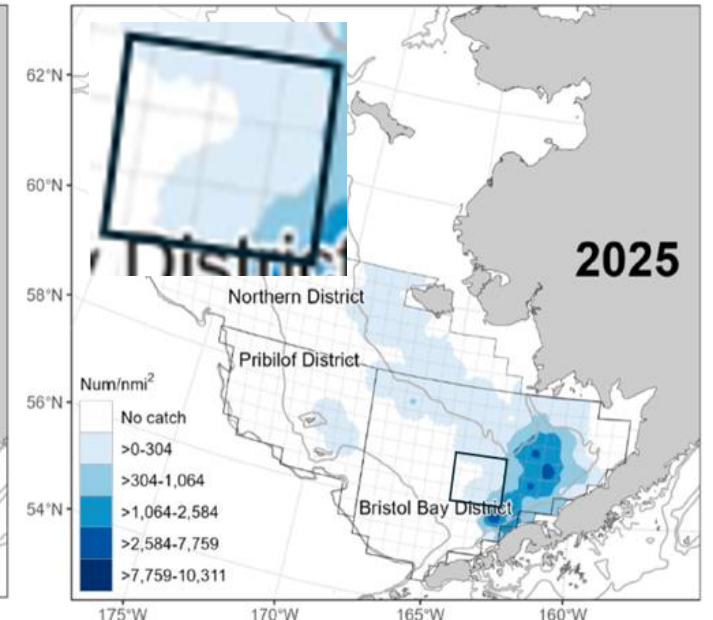 62°W
60°W
58°W
56°W
54°W
y District
2025
Northern District
Pribilof District
Num/nmi²
No catch
>0-304
>304-1,064
>1,064-2,584
>2,584-7,759
>7,759-10,311
Bristol Bay District
175°W
170°W
165°W
160°W